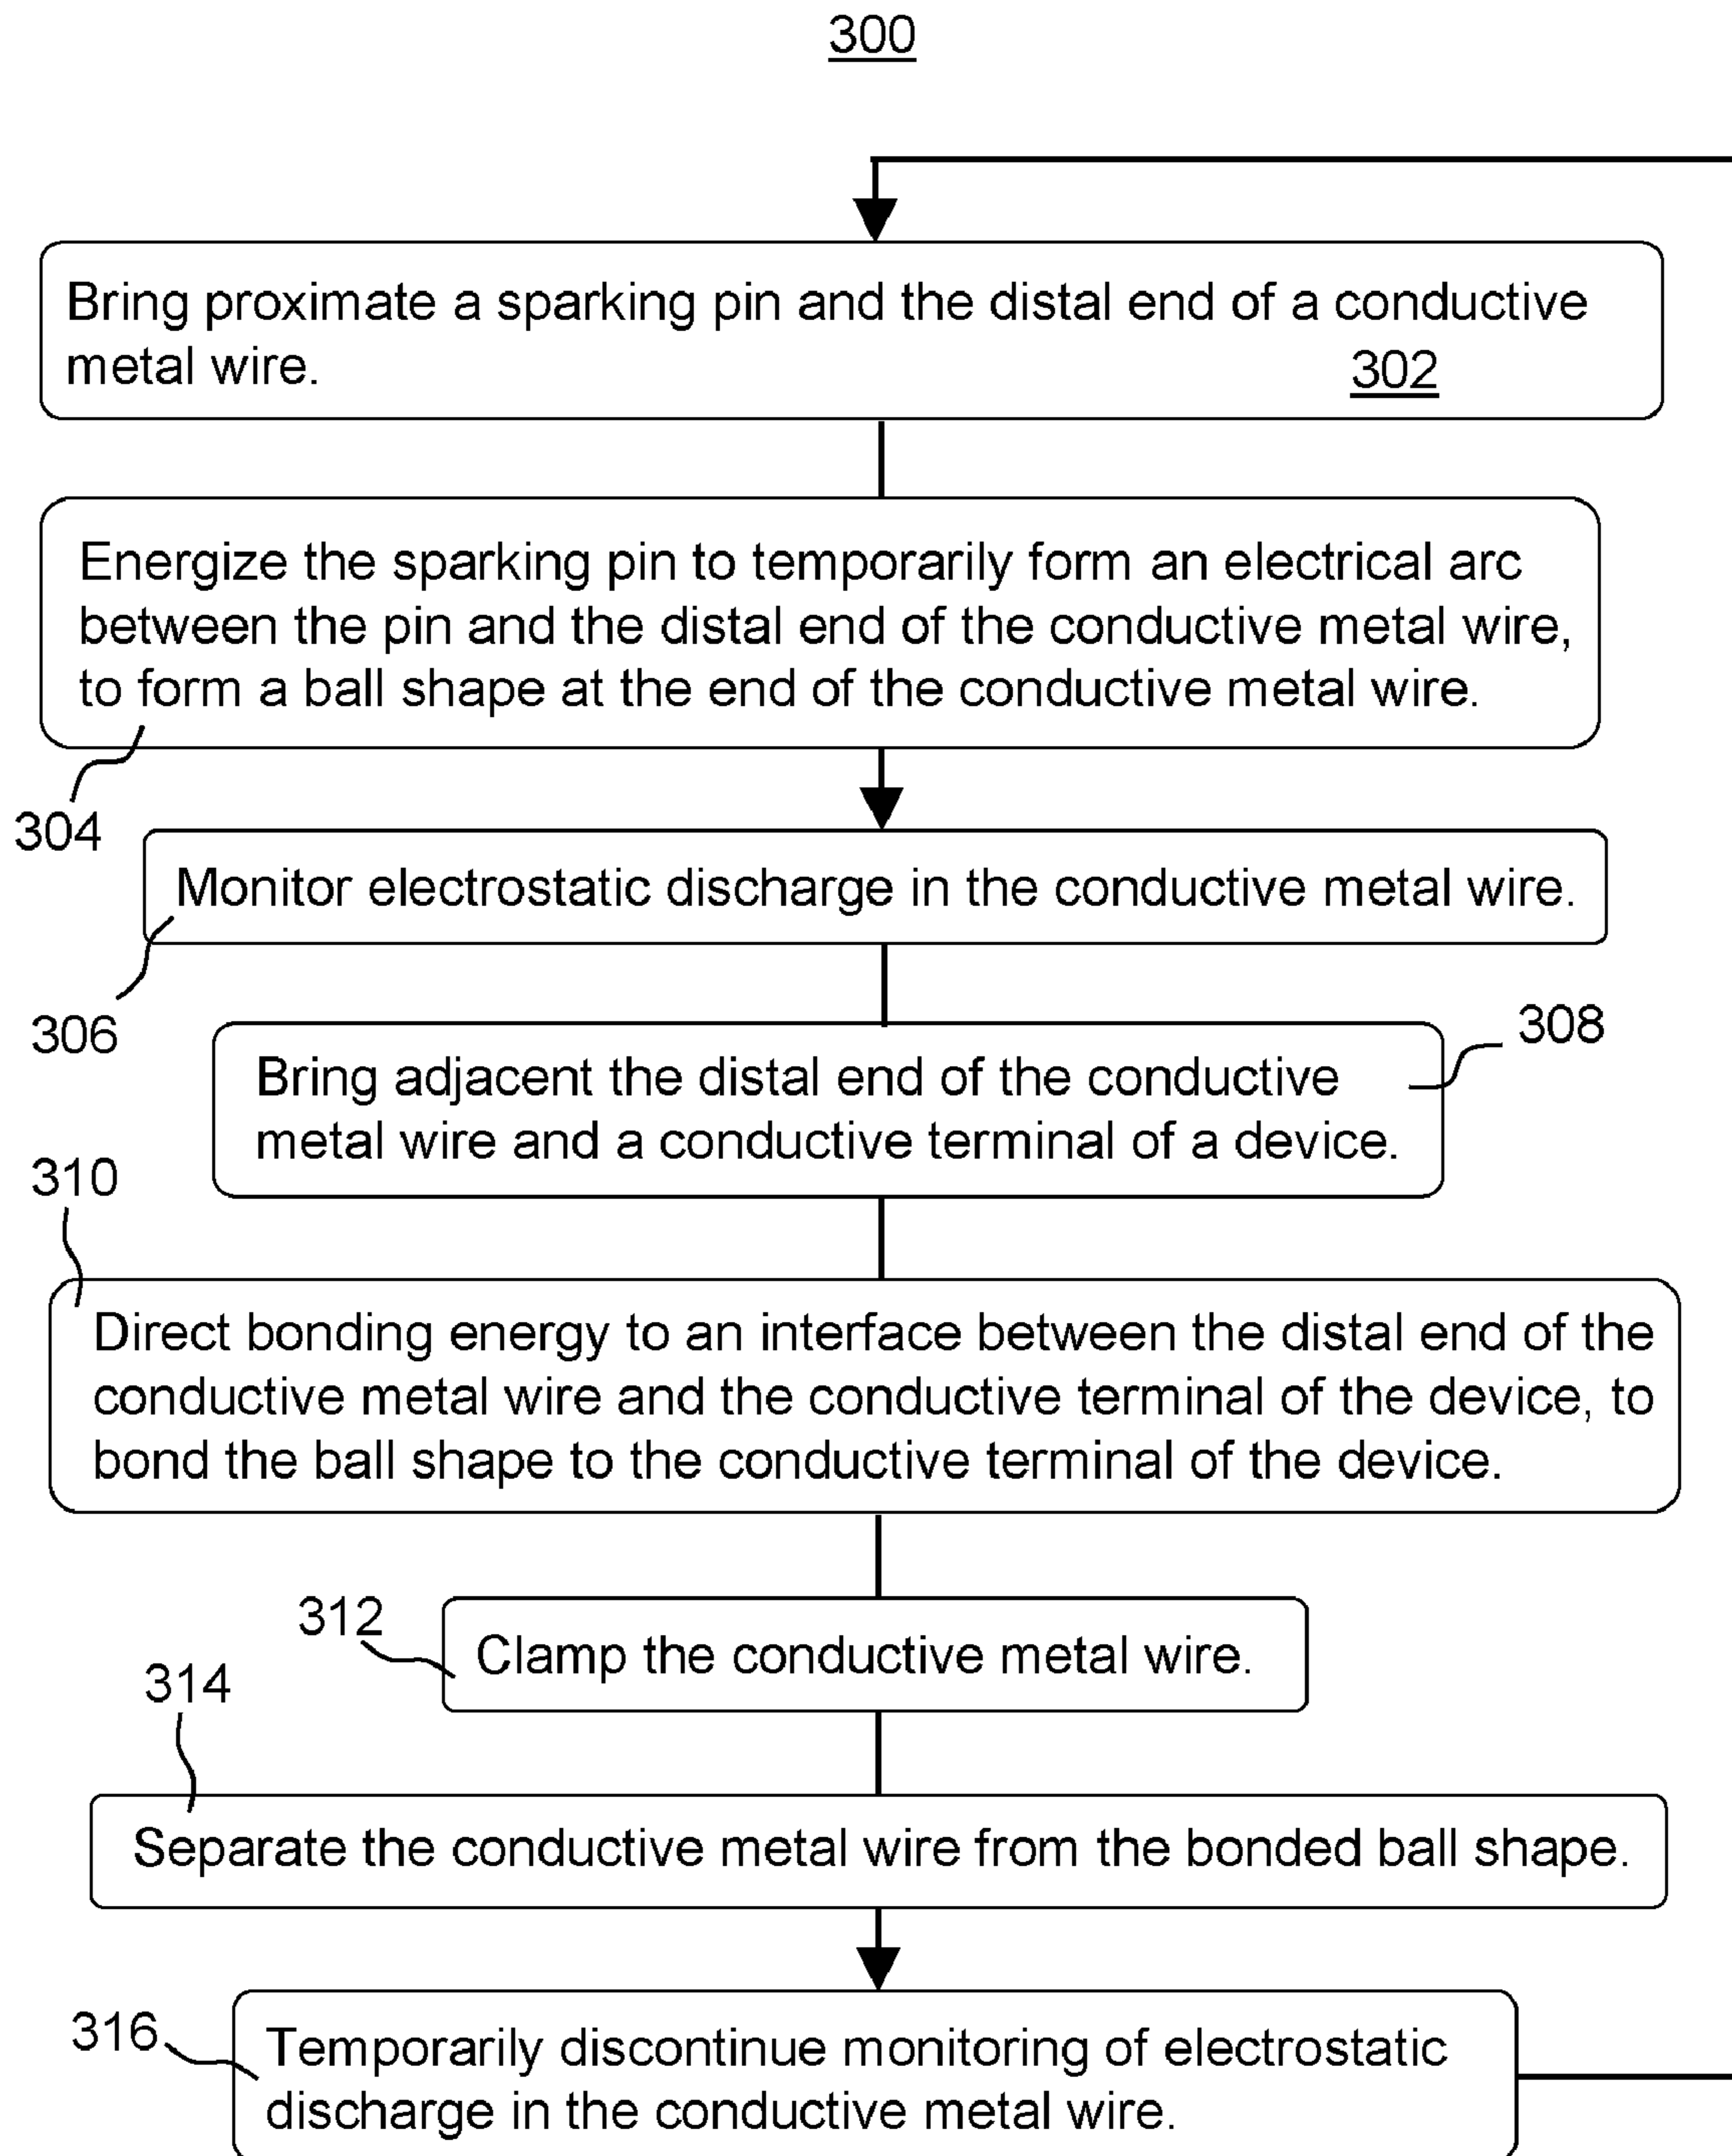 300
Bring proximate a sparking pin and the distal end of a conductive
metal wire.
302
Energize the sparking pin to temporarily form an electrical arc
between the pin and the distal end of the conductive metal wire,
to form a ball shape at the end of the conductive metal wire.
304
Monitor electrostatic discharge in the conductive metal wire.
306
308
Bring adjacent the distal end of the conductive
metal wire and a conductive terminal of a device.
310
Direct bonding energy to an interface between the distal end of the
conductive metal wire and the conductive terminal of the device, to
bond the ball shape to the conductive terminal of the device.
312
Clamp the conductive metal wire.
314
Separate the conductive metal wire from the bonded ball shape.
316
Temporarily discontinue monitoring of electrostatic
discharge in the conductive metal wire.